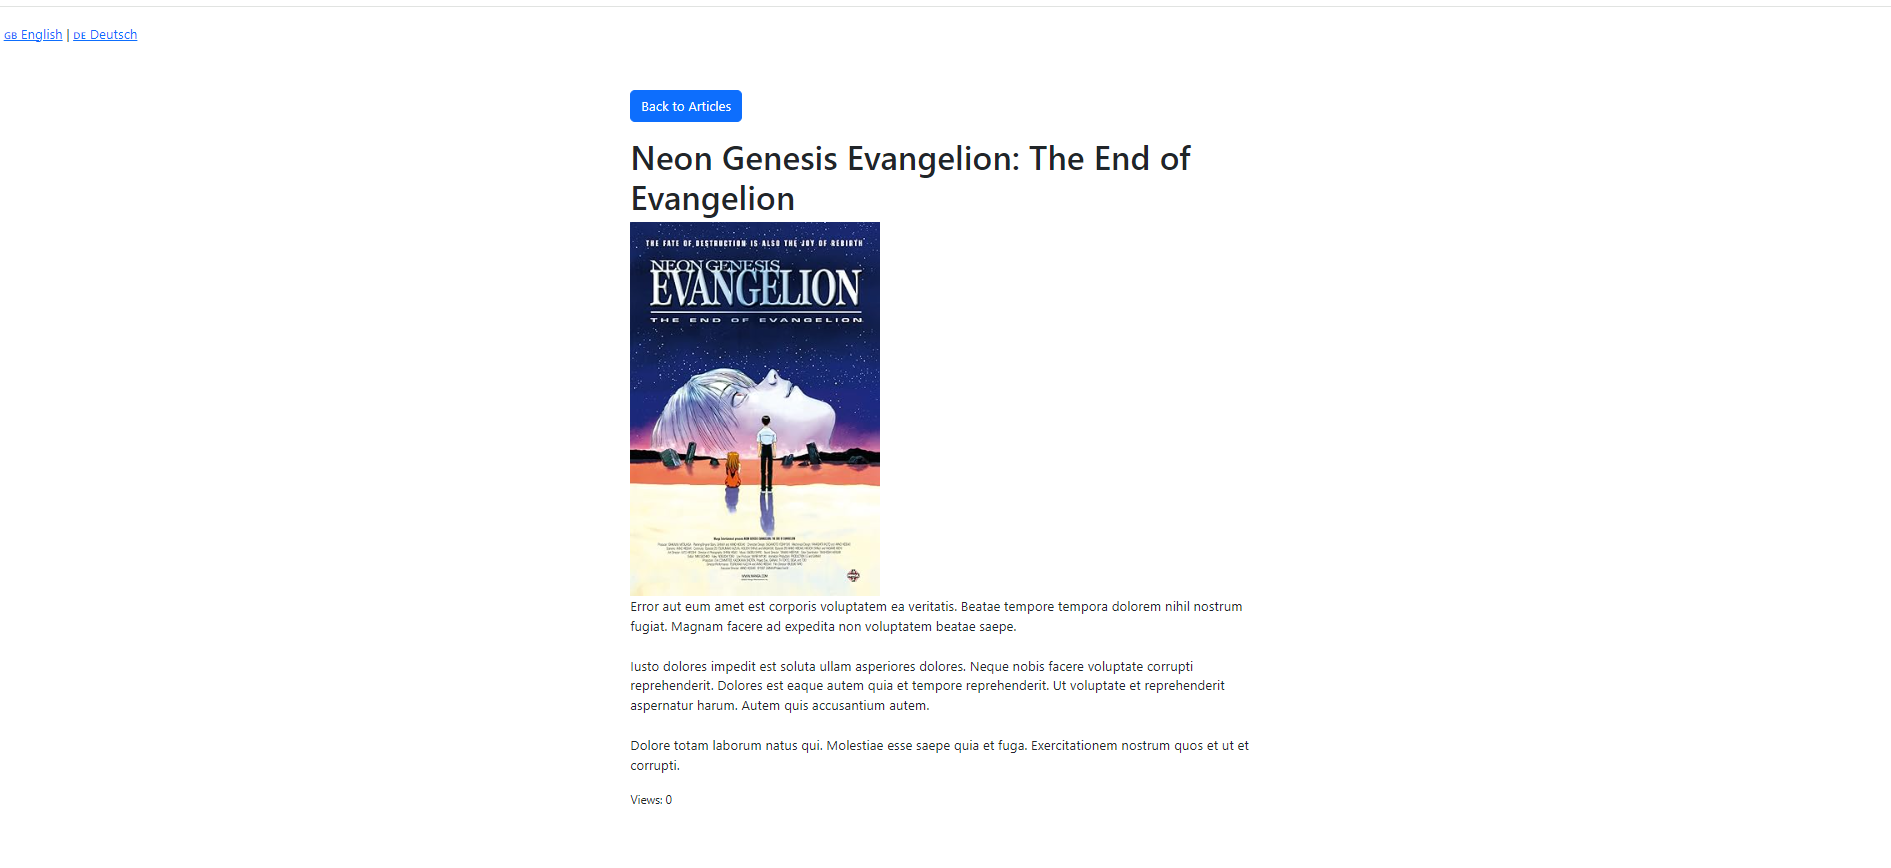 GB English | DE Deutsch
Back to Articles
Neon Genesis Evangelion: The End of
Evangelion
THE FATE OF DESTRUCTION IS ALSO THE JOY OF REBIRTH
NEON GENESIS
EVANGELION
THE END OF EVANGELION
WWW.MANGA.COM
Error aut eum amet est corporis voluptatem ea veritatis. Beatae tempore tempora dolorem nihil nostrum
fugiat. Magnam facere ad expedita non voluptatem beatae saepe.
Iusto dolores impedit est soluta ullam asperiores dolores. Neque nobis facere voluptate corrupti
reprehenderit. Dolores est eaque autem quia et tempore reprehenderit. Ut voluptate et reprehenderit
aspernatur harum. Autem quis accusantium autem.
Dolore totam laborum natus qui. Molestiae esse saepe quia et fuga. Exercitationem nostrum quos et ut et
corrupti.
Views: 0